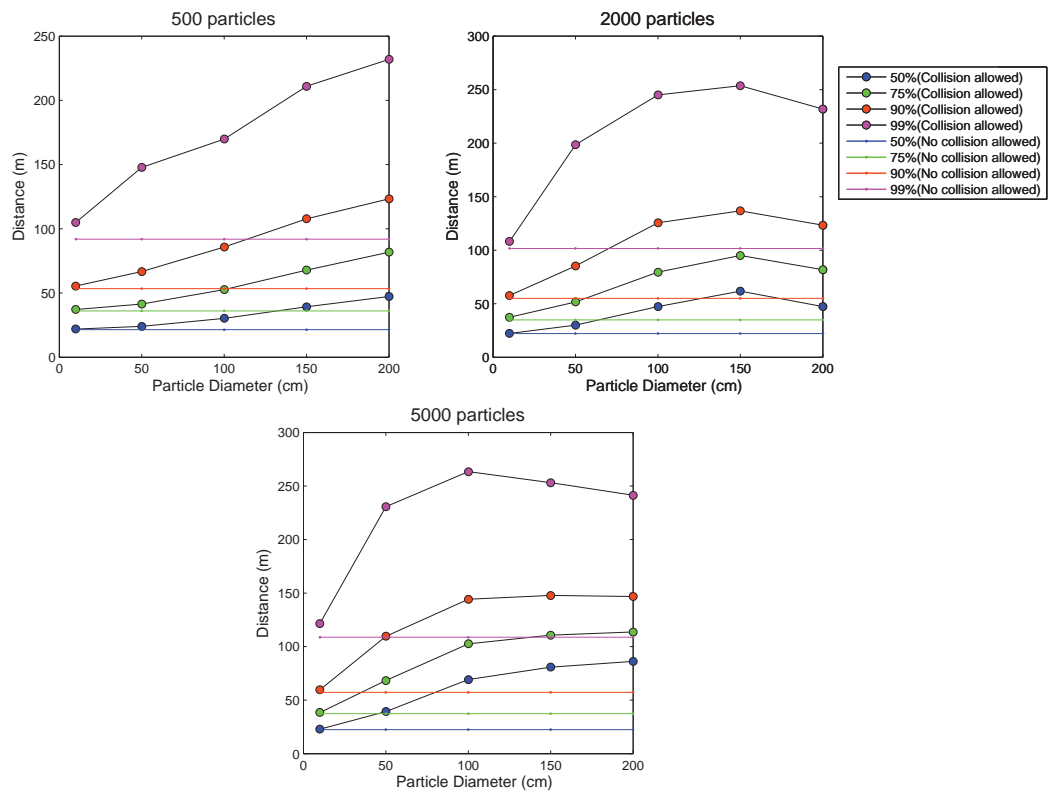 500 particles
250
200
150
100
50
0
Distance (m)
0 50 100 150 200
Particle Diameter (cm)
2000 particles
300
250
200
150
100
50
0
Distance (m)
0 50 100 150 200
Particle Diameter (cm)
50%(Collision allowed)
75%(Collision allowed)
90%(Collision allowed)
99%(Collision allowed)
50%(No collision allowed)
75%(No collision allowed)
90%(No collision allowed)
99%(No collision allowed)
5000 particles
300
250
200
150
100
50
0
Distance (m)
0 50 100 150 200
Particle Diameter (cm)